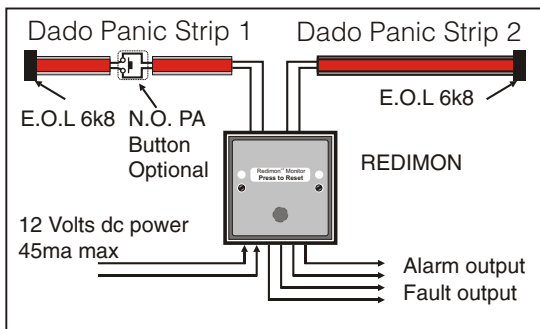 Dado Panic Strip 1
Dado Panic Strip 2
E.O.L 6k8
N.O. PA
Button
Optional
E.O.L 6k8
Redimon™ Monitor
Press to Reset
REDIMON
12 Volts dc power
45ma max
Alarm output
Fault output